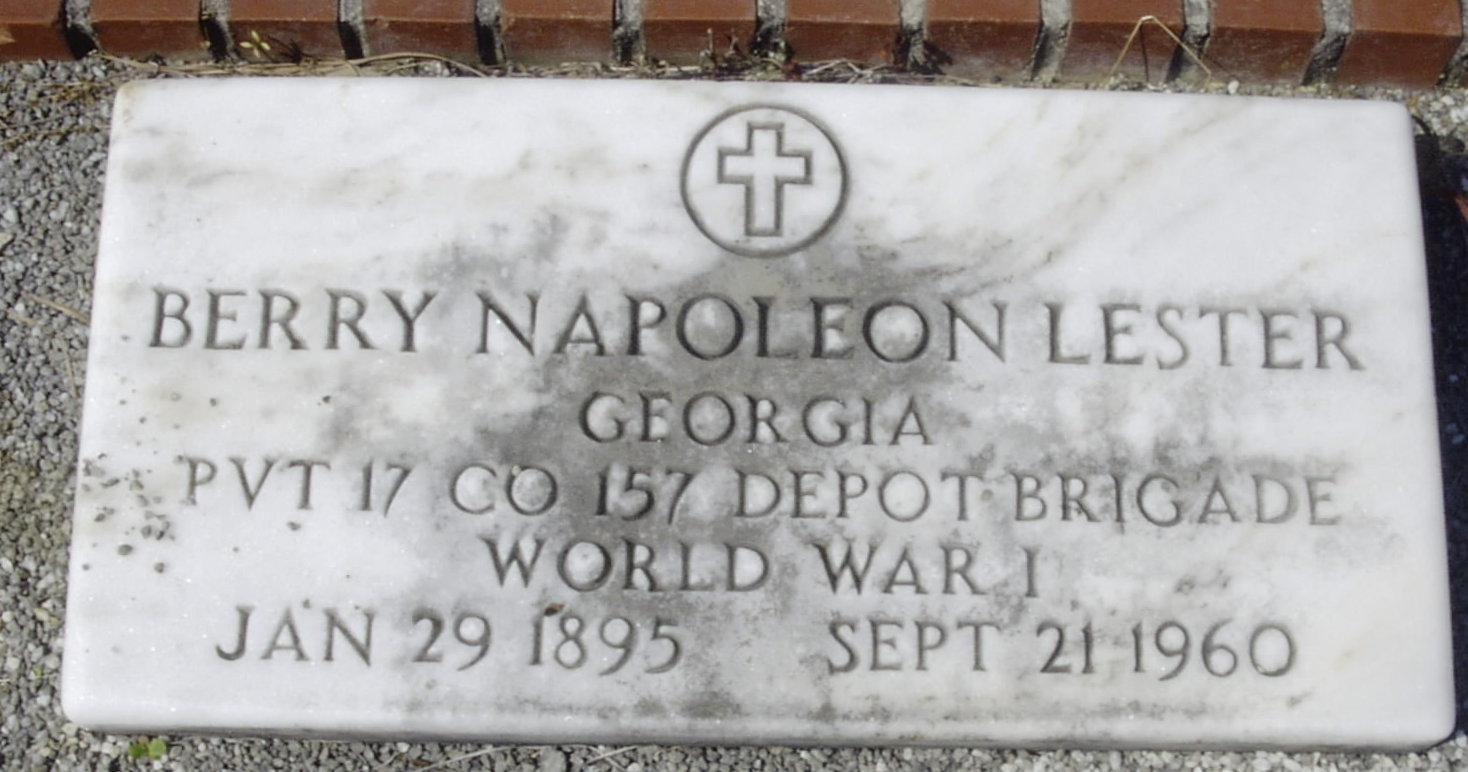 BERRY NAPOLEON LESTER
GEORGIA
PVT 17 CO 157 DEPOT BRIGADE
WORLD WAR I
JAN 29 1895 SEPT 21 1960